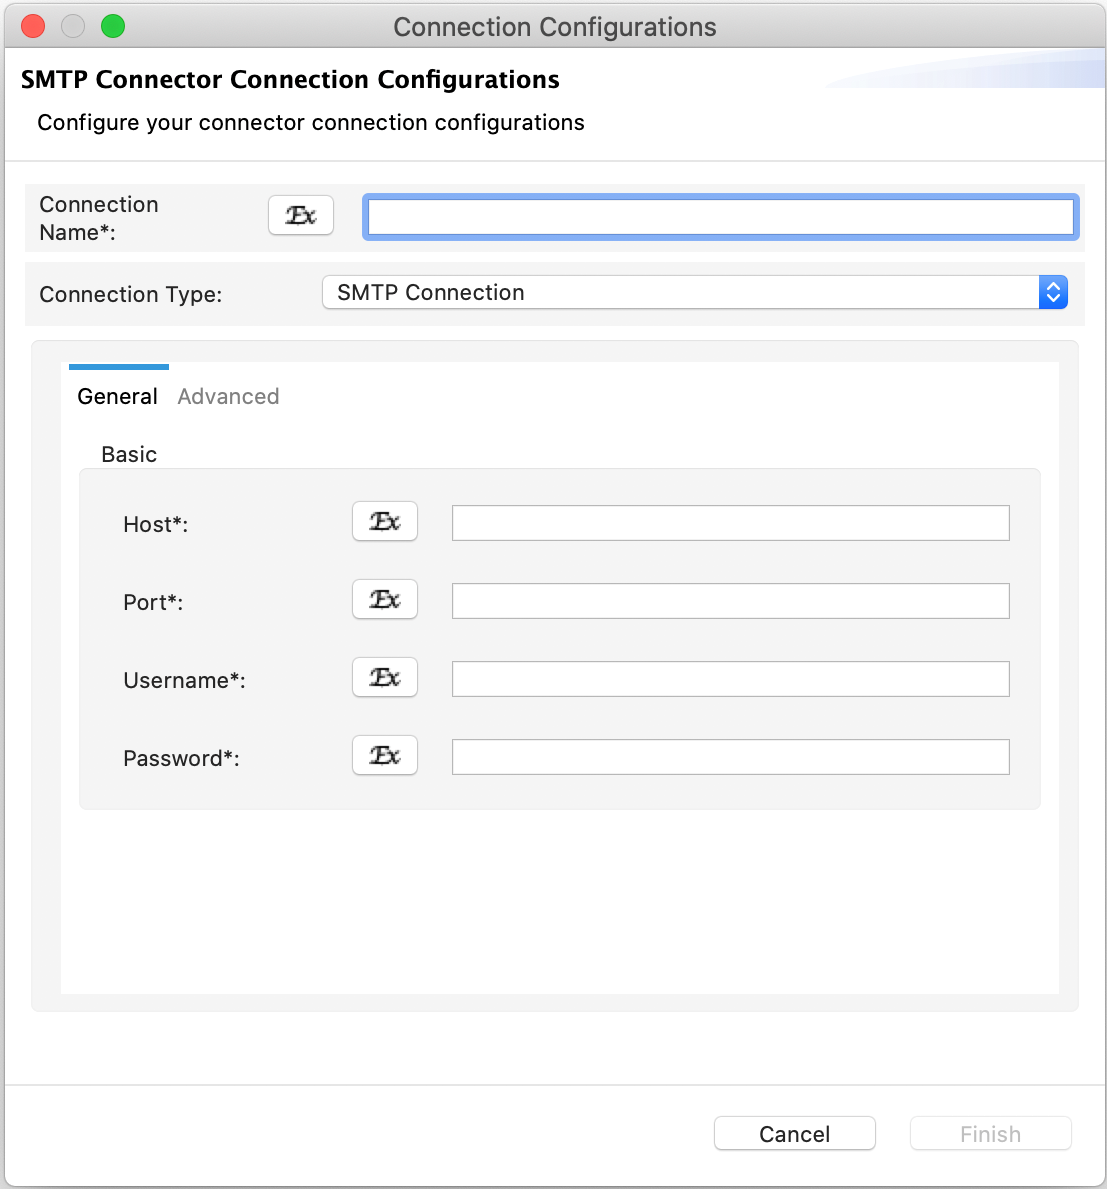 Connection Configurations
SMTP Connector Connection Configurations
Configure your connector connection configurations
Connection
Name*:
Ex
Connection Type:
SMTP Connection
General Advanced
Basic
Host*:
Ex
Port*:
Ex
Username*:
Ex
Password*:
Ex
Cancel
Finish